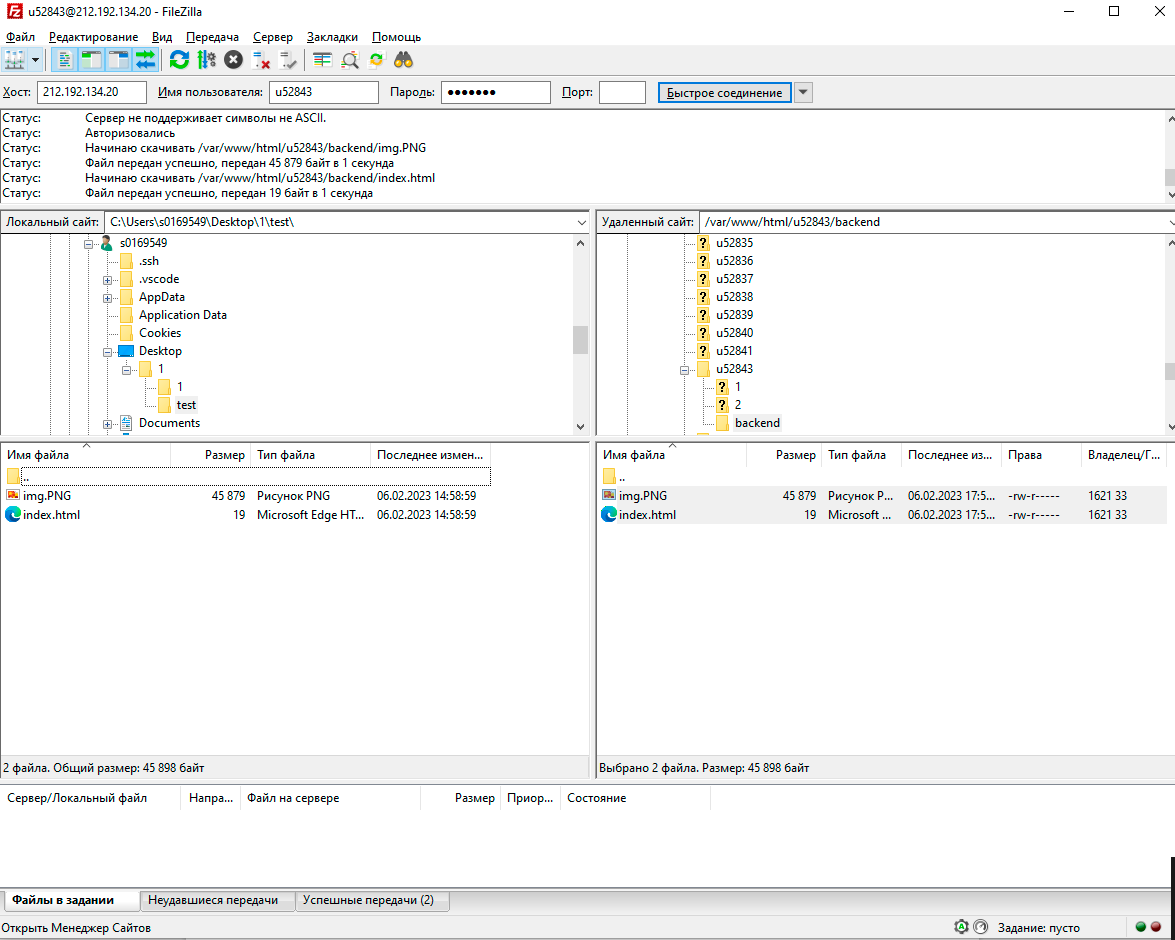 u52843@212.192.134.20 - FileZilla
Файл Редактирование Вид Передача Сервер Закладки Помощь
Хост: 212.192.134.20 Имя пользователя: u52843 Пароль: ●●●●●●● Порт: Быстрое соединение
Статус: Сервер не поддерживает символы не ASCII.
Статус: Авторизовались
Статус: Начинаю скачивать /var/www/html/u52843/backend/img.PNG
Статус: Файл передан успешно, передан 45 879 байт в 1 секунда
Статус: Начинаю скачивать /var/www/html/u52843/backend/index.html
Статус: Файл передан успешно, передан 19 байт в 1 секунда
Локальный сайт: C:\Users\s0169549\Desktop\1\test\
s0169549
.ssh
.vscode
AppData
Application Data
Cookies
Desktop
1
1
test
Documents
Имя файла Размер Тип файла Последнее измен...
..
img.PNG 45 879 Рисунок PNG 06.02.2023 14:58:59
index.html 19 Microsoft Edge HT... 06.02.2023 14:58:59
2 файла. Общий размер: 45 898 байт
Удаленный сайт: /var/www/html/u52843/backend
u52835
u52836
u52837
u52838
u52839
u52840
u52841
u52843
1
2
backend
Имя файла Размер Тип файла Последнее из... Права Владелец/Г...
..
img.PNG 45 879 Рисунок P... 06.02.2023 17:5... -rw-r----- 1621 33
index.html 19 Microsoft ... 06.02.2023 17:5... -rw-r----- 1621 33
Выбрано 2 файла. Размер: 45 898 байт
Сервер/Локальный файл Напра... Файл на сервере Размер Приор... Состояние
Файлы в задании Неудавшиеся передачи Успешные передачи (2)
Открыть Менеджер Сайтов Задание: пусто